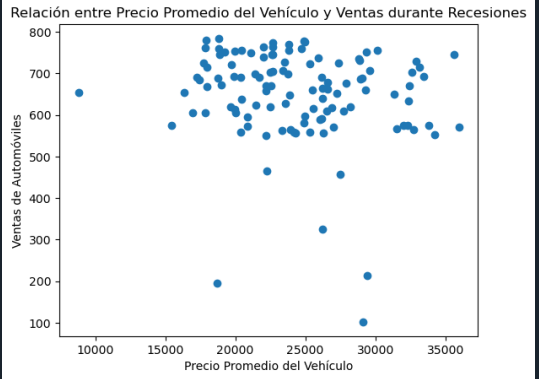 Relación entre Precio Promedio del Vehículo y Ventas durante Recesiones
800
700
600
500
400
300
200
100
Ventas de Automóviles
10000 15000 20000 25000 30000 35000
Precio Promedio del Vehículo